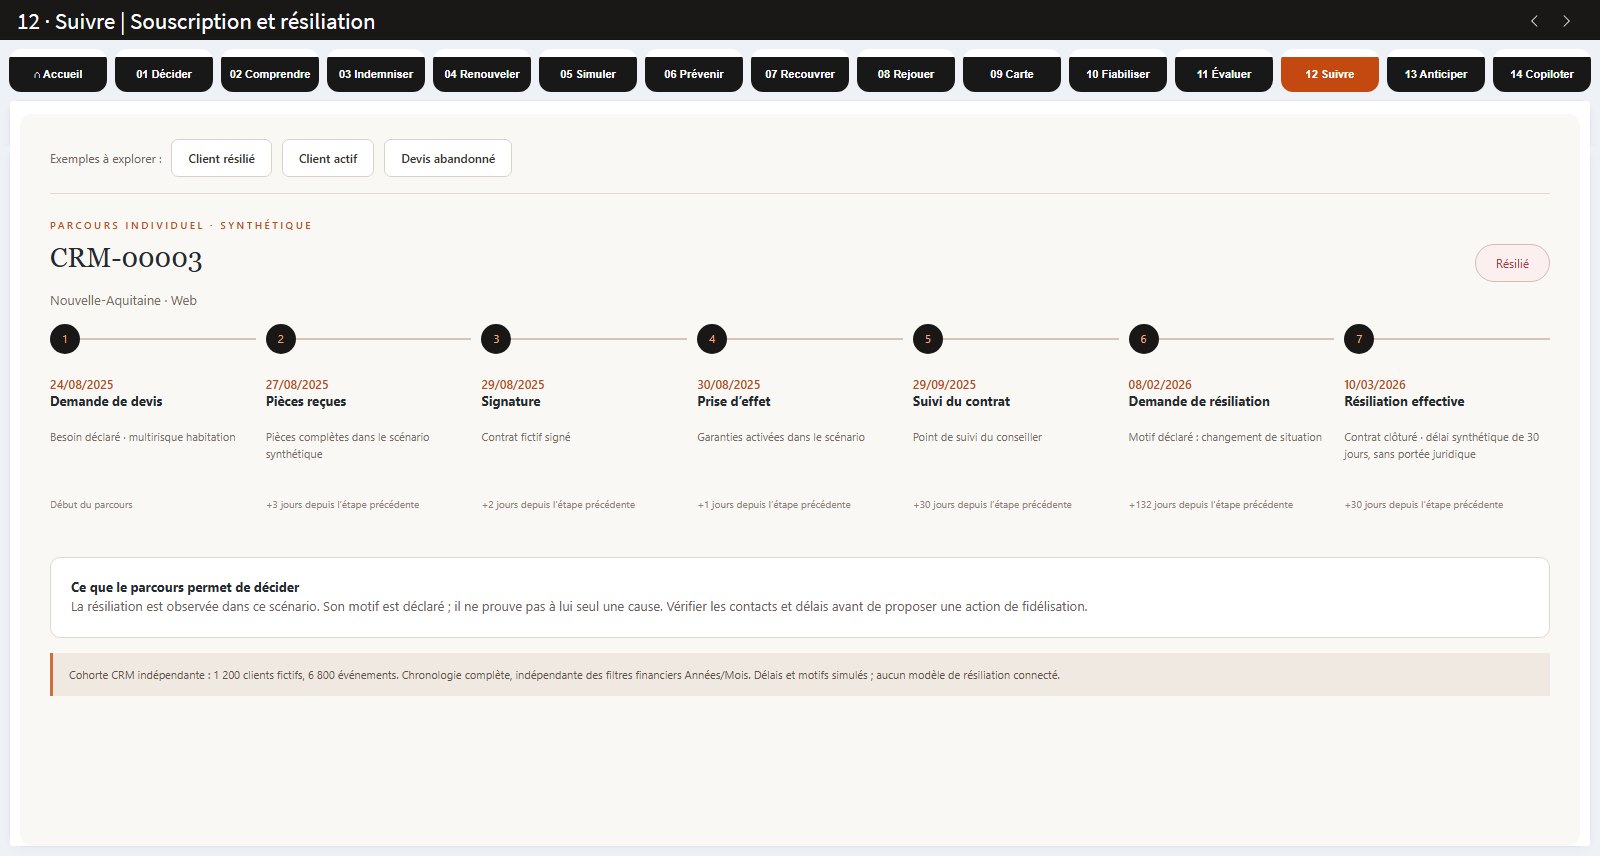 12 · Suivre | Souscription et résiliation
∩ Accueil
01 Décider
02 Comprendre
03 Indemniser
04 Renouveler
05 Simuler
06 Prévenir
07 Recouvrer
08 Rejouer
09 Carte
10 Fiabiliser
11 Évaluer
12 Suivre
13 Anticiper
14 Copiloter
Exemples à explorer :
Client résilié
Client actif
Devis abandonné
PARCOURS INDIVIDUEL · SYNTHÉTIQUE
CRM-00003
Résilié
Nouvelle-Aquitaine · Web
1
24/08/2025
Demande de devis
Besoin déclaré · multirisque habitation
Début du parcours
2
27/08/2025
Pièces reçues
Pièces complètes dans le scénario
synthétique
+3 jours depuis l'étape précédente
3
29/08/2025
Signature
Contrat fictif signé
+2 jours depuis l'étape précédente
4
30/08/2025
Prise d'effet
Garanties activées dans le scénario
+1 jours depuis l'étape précédente
5
29/09/2025
Suivi du contrat
Point de suivi du conseiller
+30 jours depuis l'étape précédente
6
08/02/2026
Demande de résiliation
Motif déclaré : changement de situation
+132 jours depuis l'étape précédente
7
10/03/2026
Résiliation effective
Contrat clôturé · délai synthétique de 30
jours, sans portée juridique
+30 jours depuis l'étape précédente
Ce que le parcours permet de décider
La résiliation est observée dans ce scénario. Son motif est déclaré ; il ne prouve pas à lui seul une cause. Vérifier les contacts et délais avant de proposer une action de fidélisation.
Cohorte CRM indépendante : 1 200 clients fictifs, 6 800 événements. Chronologie complète, indépendante des filtres financiers Années/Mois. Délais et motifs simulés ; aucun modèle de résiliation connecté.